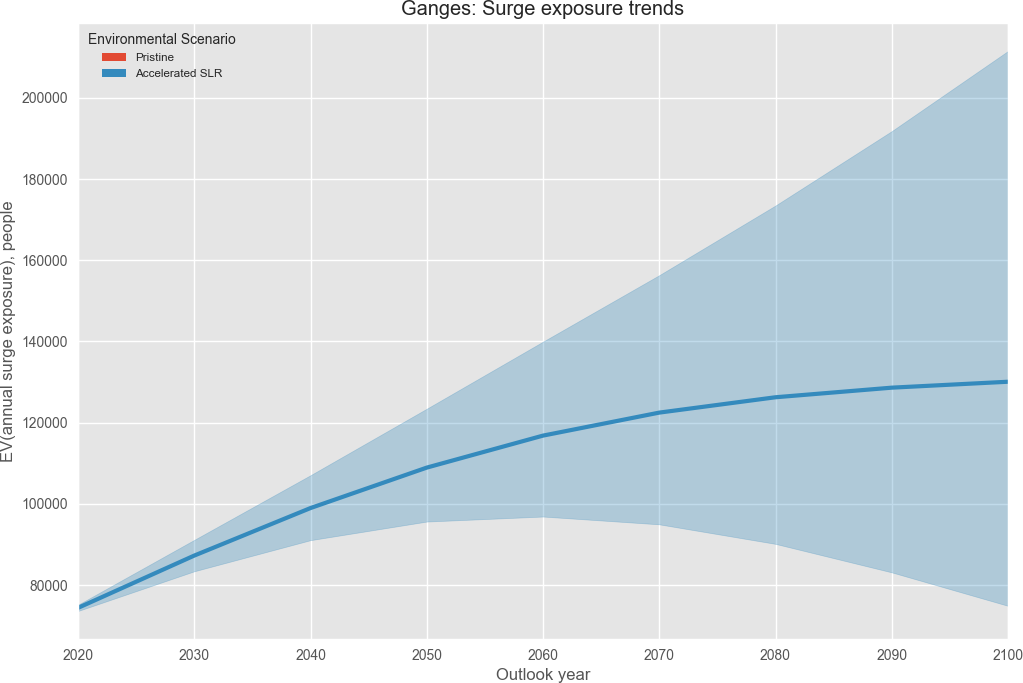 Ganges: Surge exposure trends
Environmental Scenario
Pristine
Accelerated SLR
200000
180000
160000
140000
120000
100000
80000
EV(annual surge exposure), people
2020 2030 2040 2050 2060 2070 2080 2090 2100
Outlook year